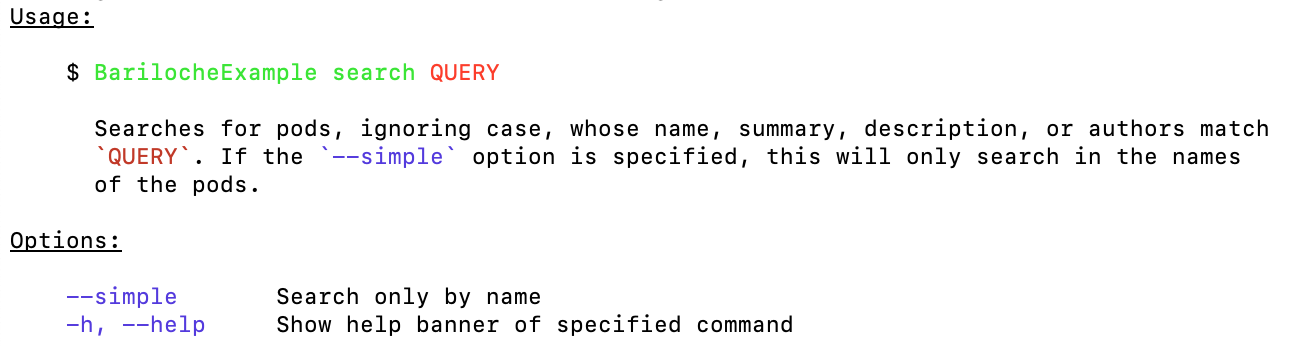 Usage:
$ BarilocheExample search QUERY
Searches for pods, ignoring case, whose name, summary, description, or authors match
`QUERY`. If the `--simple` option is specified, this will only search in the names
of the pods.
Options:
--simple Search only by name
-h, --help Show help banner of specified command